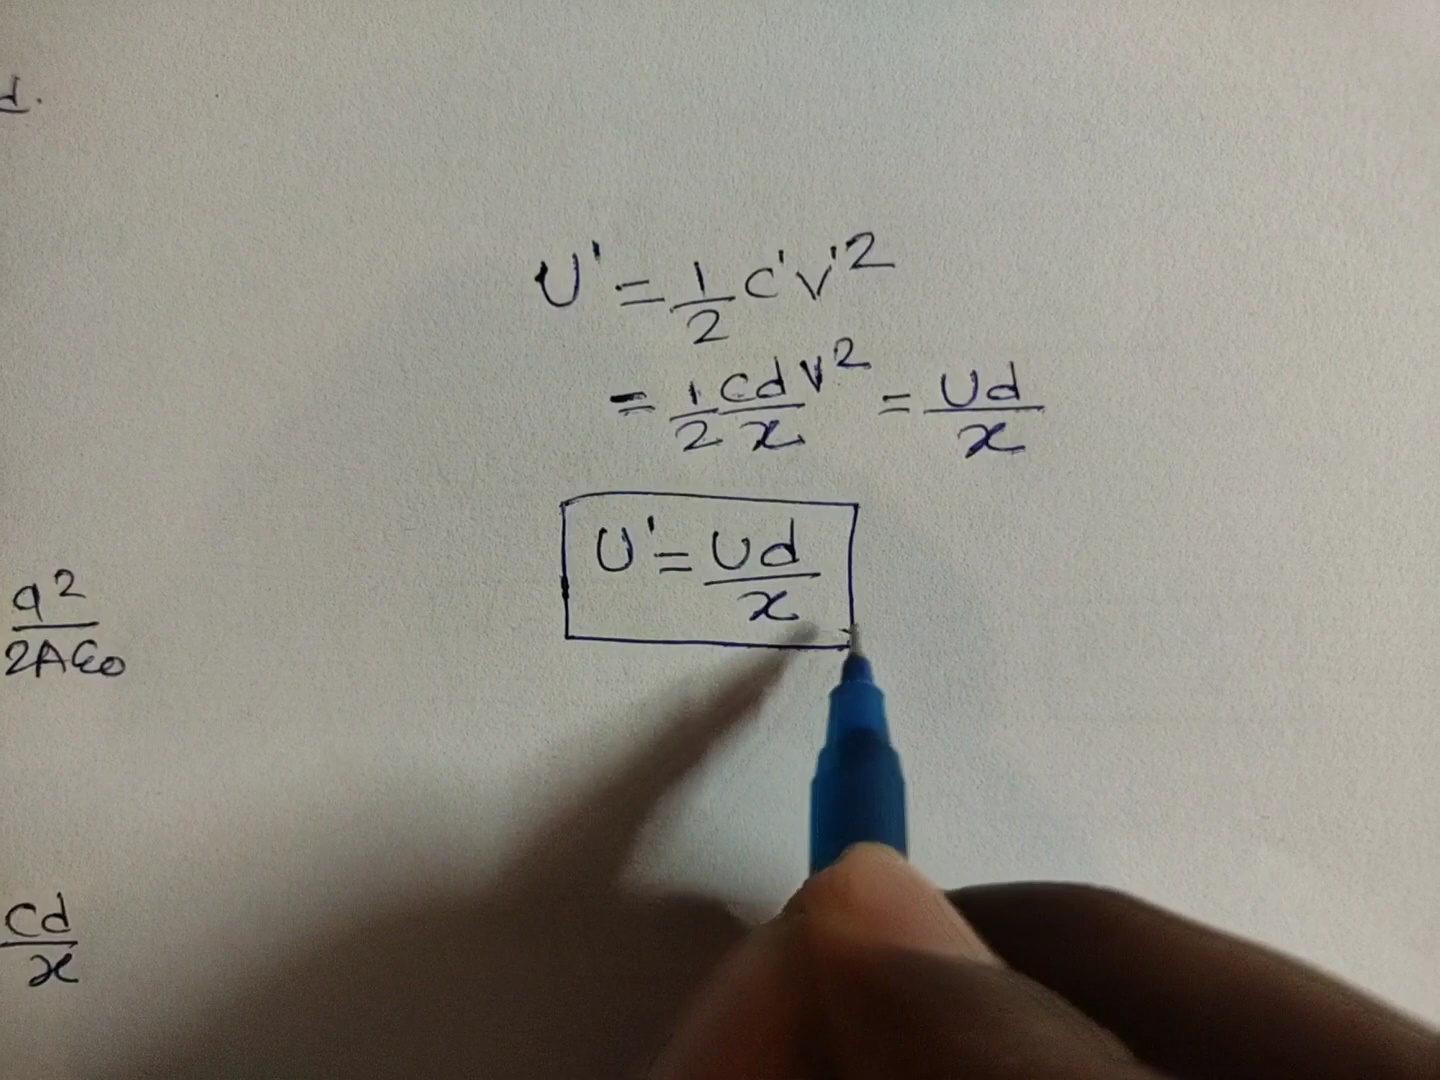 d.
U' = 1/2 C'V'²
= 1/2 Cd/x V² = Ud/x
U' = Ud/x
q²/2Aϵ₀
Cd/x